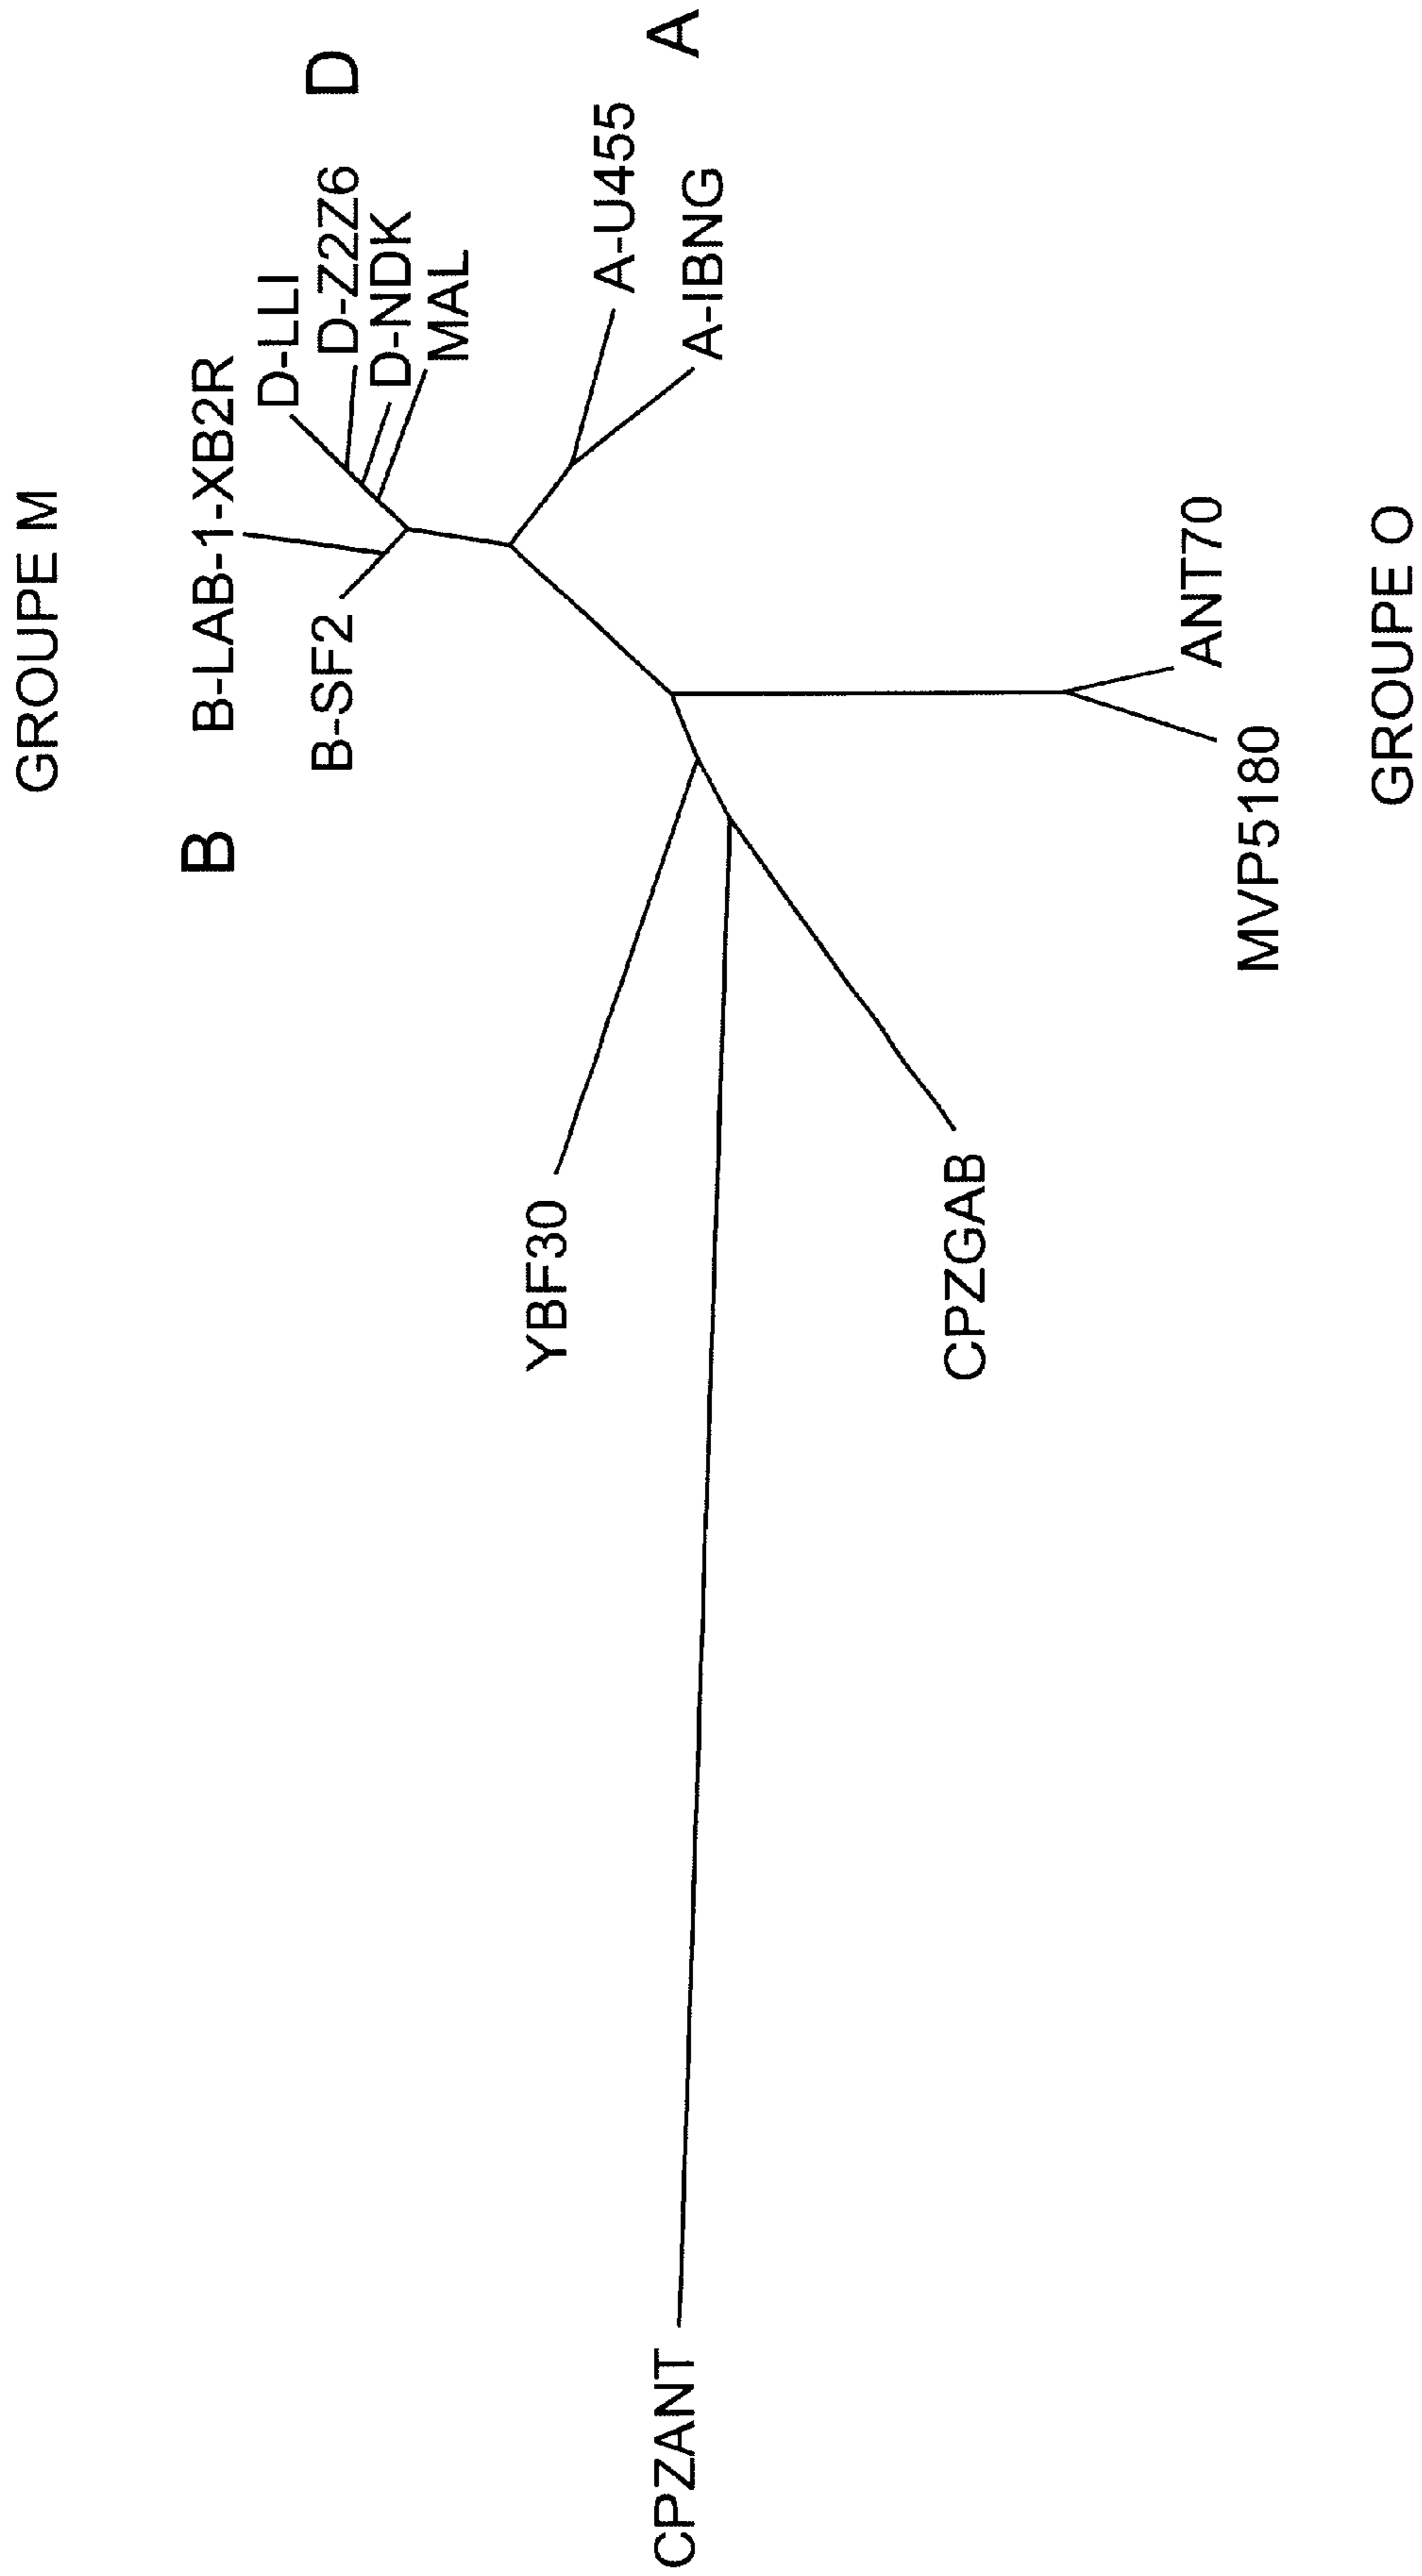 GROUPE M
B
B-LAB-1-XB2R
D-LLI
D
D-Z2Z6
D-NDK
MAL
B-SF2
A-U455
A
A-IBNG
YBF30
CPZANT
CPZGAB
ANT70
MVP5180
GROUPE O